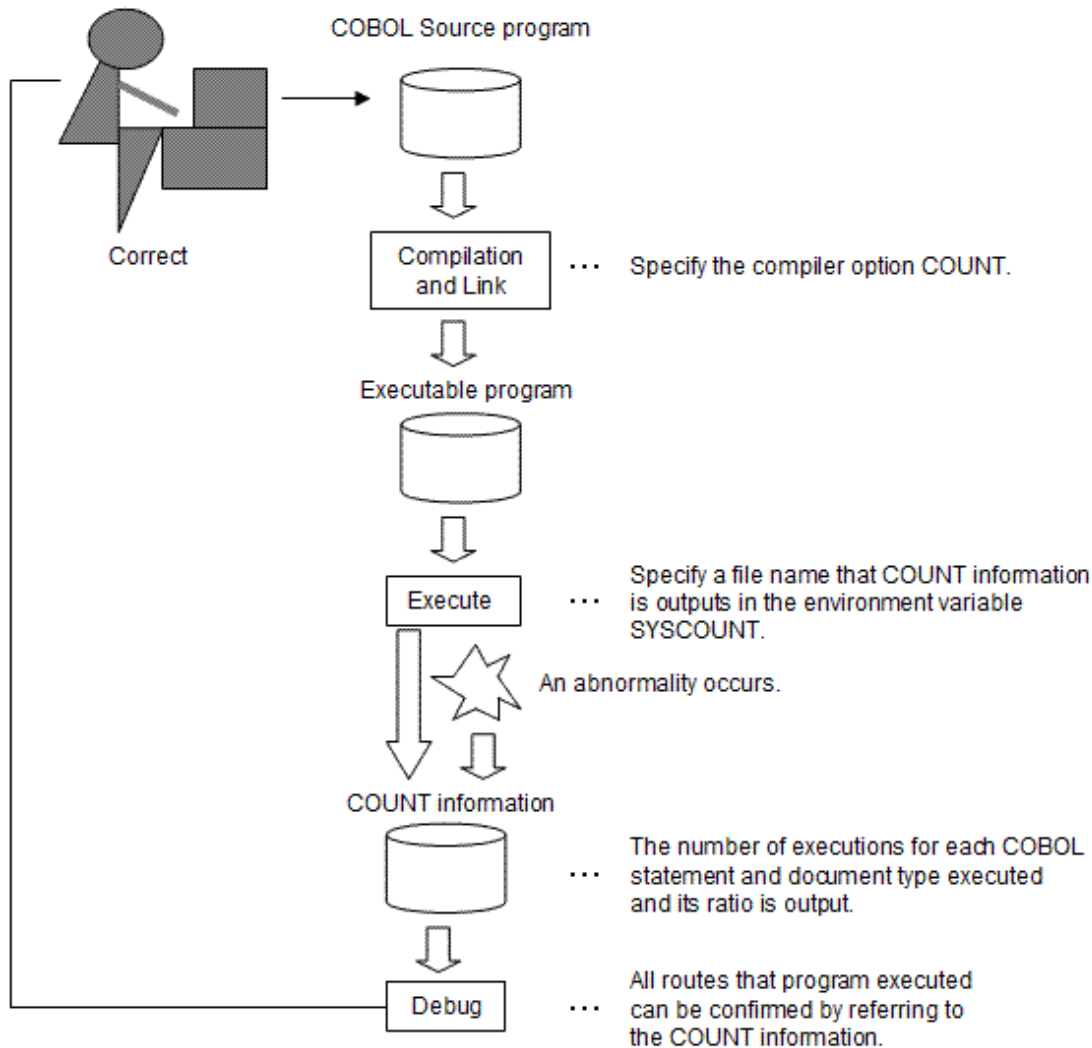 COBOL Source program
Correct
Compilation
and Link
... Specify the compiler option COUNT.
Executable program
Execute
... Specify a file name that COUNT information
is outputs in the environment variable
SYSCOUNT.
An abnormality occurs.
COUNT information
... The number of executions for each COBOL
statement and document type executed
and its ratio is output.
Debug
... All routes that program executed
can be confirmed by referring to
the COUNT information.